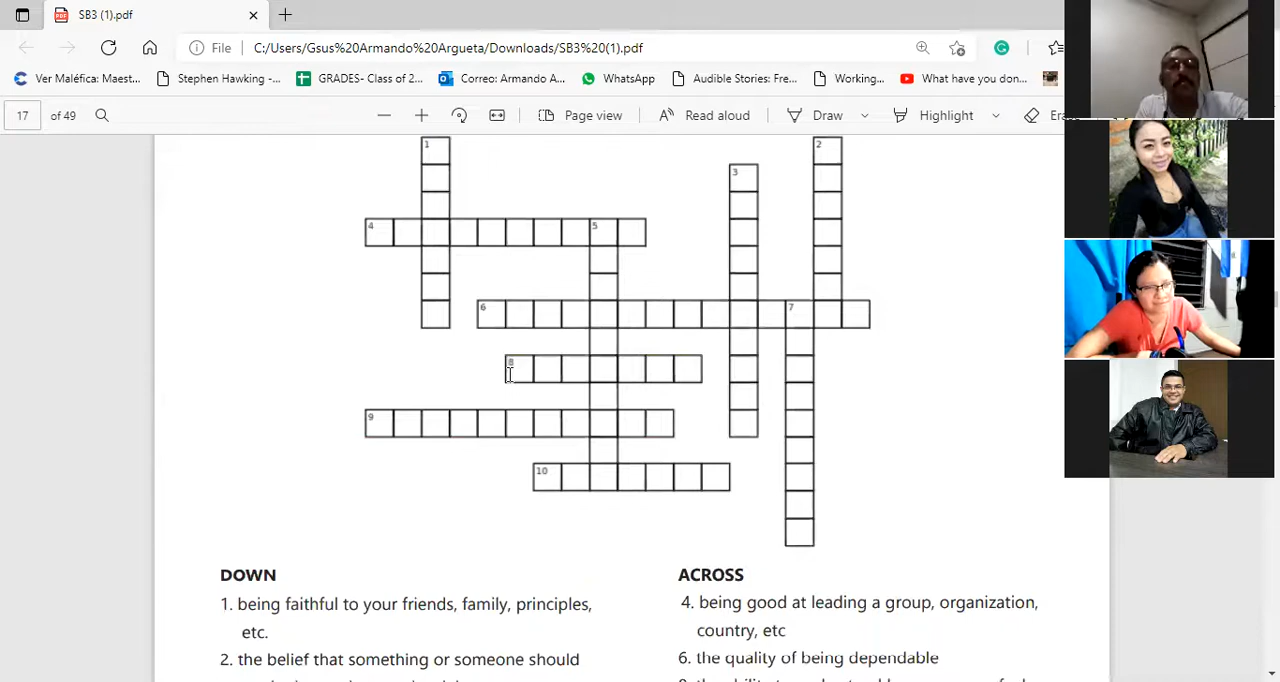 SB3 (1).pdf
File C:/Users/Gsus%20Armando%20Argueta/Downloads/SB3%20(1).pdf
Ver Maléfica: Maest... Stephen Hawking -... GRADES- Class of 2... Correo: Armando A... WhatsApp Audible Stories: Fre... Working... What have you don...
17 of 49 Page view Read aloud Draw Highlight
1
2
3
4 5
6 7
8
9
10
DOWN
1. being faithful to your friends, family, principles,
etc.
2. the belief that something or someone should
ACROSS
4. being good at leading a group, organization,
country, etc
6. the quality of being dependable